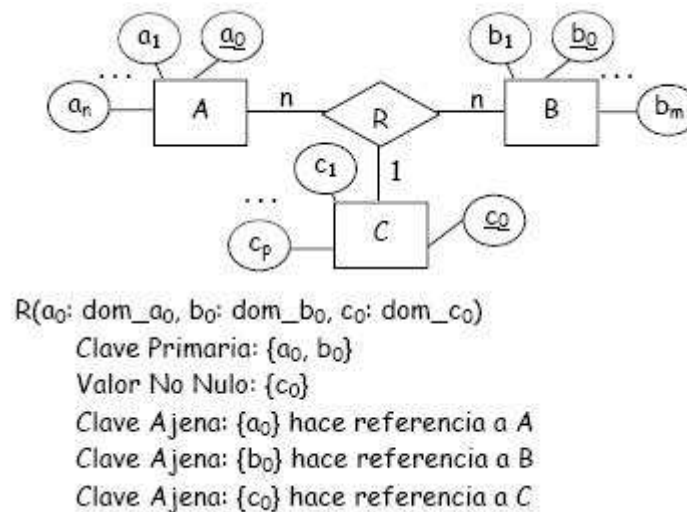 a₁ a₀ b₁ b₀
... ...
aₙ A n R n B bₘ
c₁ 1
...
cₚ C c₀
R(a₀: dom_a₀, b₀: dom_b₀, c₀: dom_c₀)
Clave Primaria: {a₀, b₀}
Valor No Nulo: {c₀}
Clave Ajena: {a₀} hace referencia a A
Clave Ajena: {b₀} hace referencia a B
Clave Ajena: {c₀} hace referencia a C